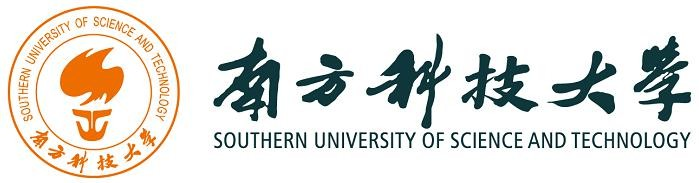 SOUTHERN UNIVERSITY OF SCIENCE AND TECHNOLOGY
南方科技大学
南方科技大学
SOUTHERN UNIVERSITY OF SCIENCE AND TECHNOLOGY